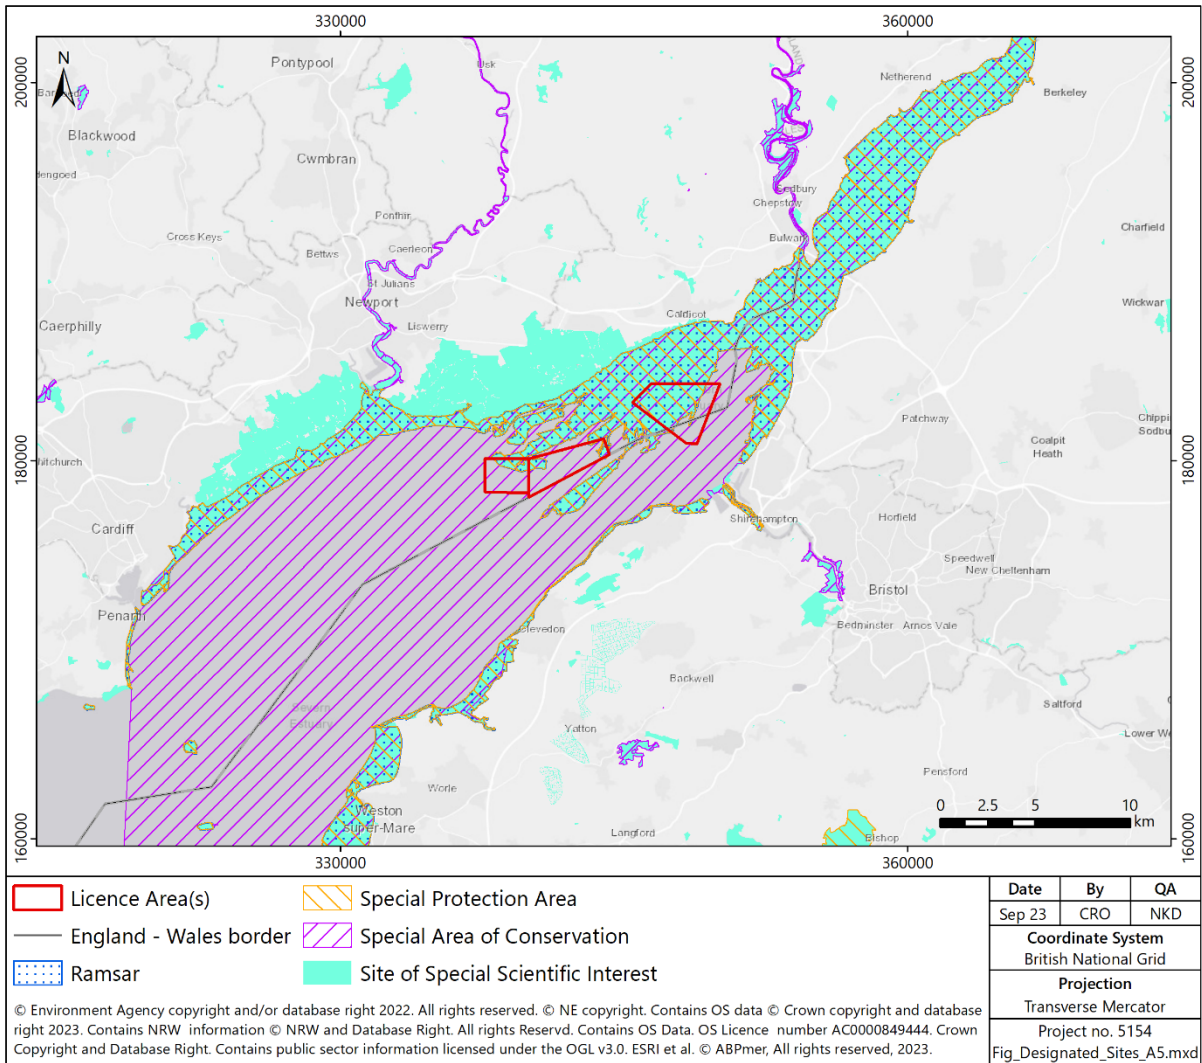 330000
360000
N
200000
200000
Pontypool
Usk
Netherend
Berkeley
Blackwood
Cwmbran
Sedbury
Ponthir
Chepstow
Cross Keys
Bettws
Caerleon
Bulwark
Charfield
St Julians
Newport
Liswerry
Caldicot
Wickwar
Caerphilly
Patchway
180000
180000
Coalpit
Heath
Cardiff
Shirehampton
Horfield
Speedwell
New Cheltenham
Bristol
Penarth
Clevedon
Bedminster
Arnos Vale
Backwell
Severn
Estuary
Saltford
Yatton
Worle
Pensford
Weston
super-Mare
Langford
Bishop
0 2.5 5 10
km
160000
160000
330000
360000
Licence Area(s)
England - Wales border
Ramsar
Special Protection Area
Special Area of Conservation
Site of Special Scientific Interest
Date By QA
Sep 23 CRO NKD
Coordinate System
British National Grid
Projection
Transverse Mercator
Project no. 5154
Fig_Designated_Sites_A5.mxd
© Environment Agency copyright and/or database right 2022. All rights reserved. © NE copyright. Contains OS data © Crown copyright and database
right 2023. Contains NRW information © NRW and Database Right. All rights Reservd. Contains OS Data. OS Licence number AC0000849444. Crown
Copyright and Database Right. Contains public sector information licensed under the OGL v3.0. ESRI et al. © ABPmer, All rights reserved, 2023.